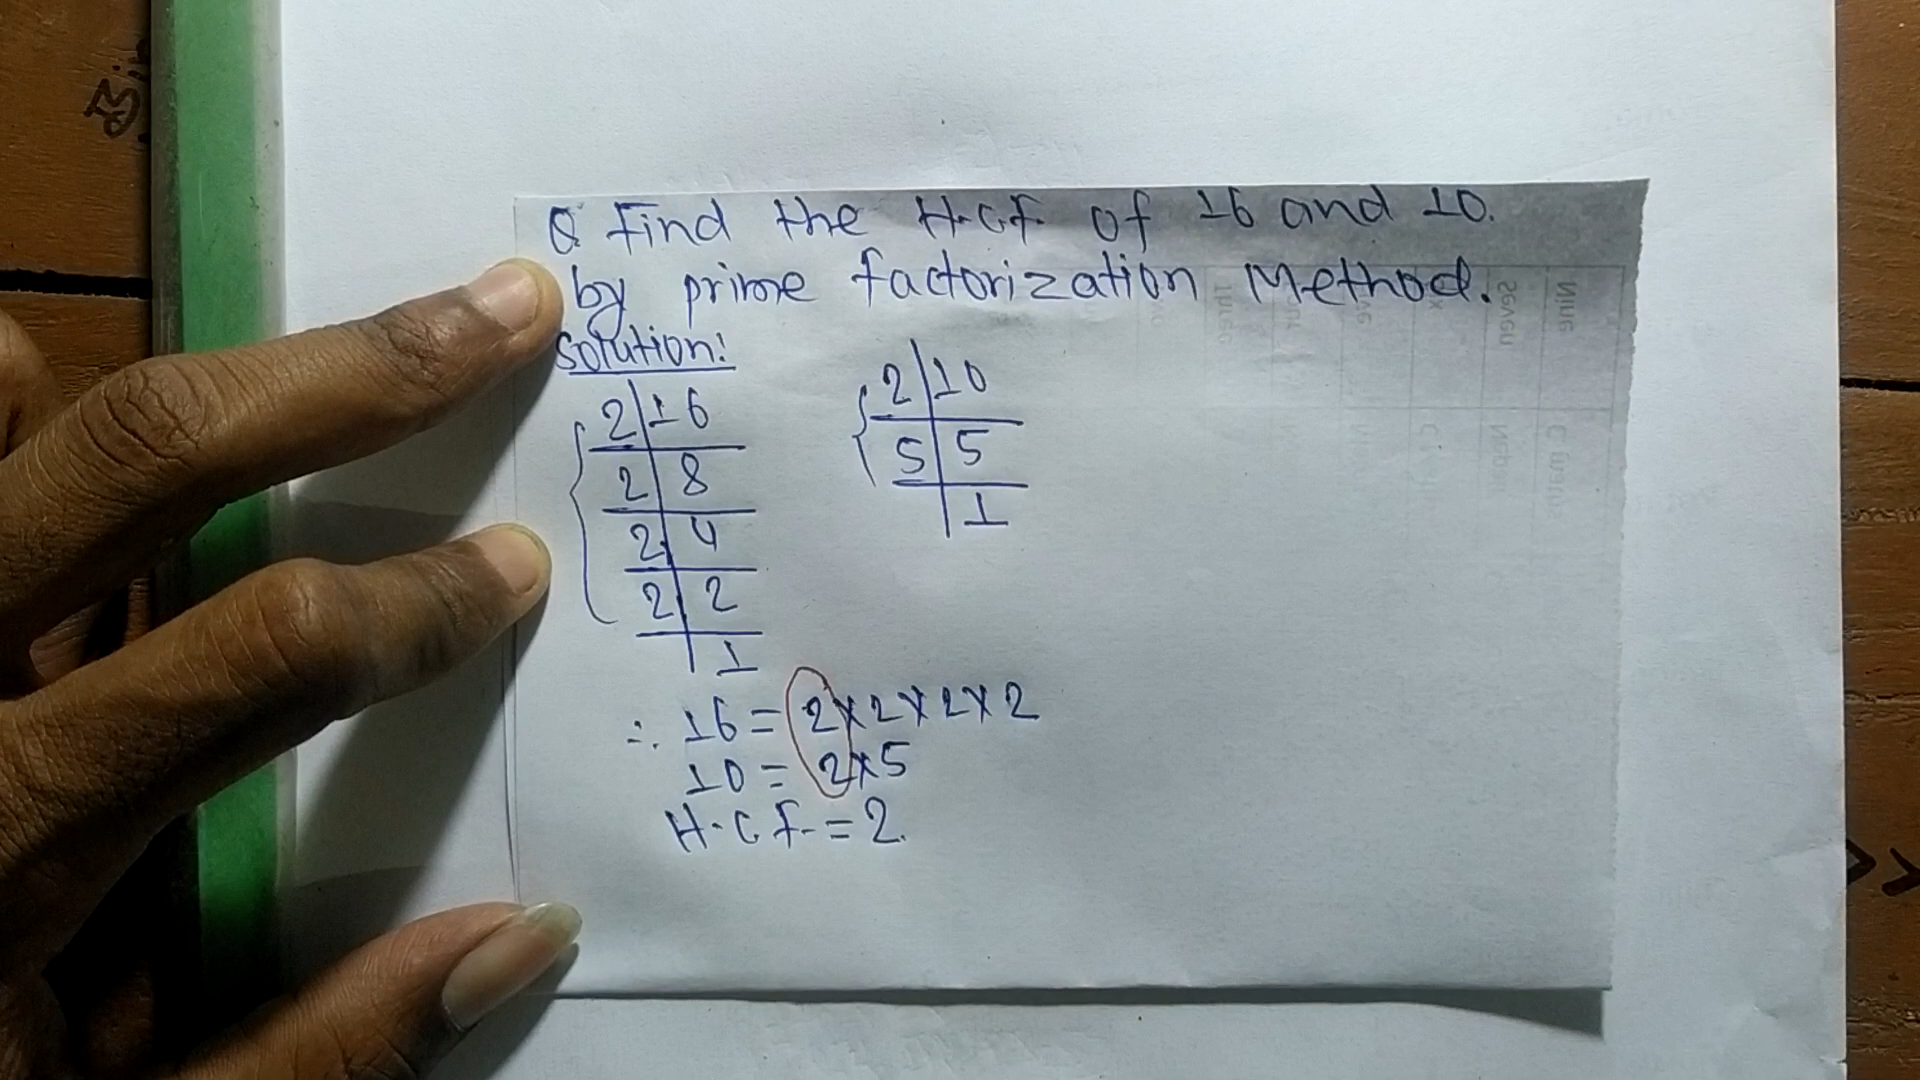 Q Find the H.C.F. of 16 and 10.
by prime factorization Method.
Solution:
2|16
2|8
2|4
2|2
1
2|10
5|5
1
∴ 16 = 2×2×2×2
10 = 2×5
H.C.F. = 2.